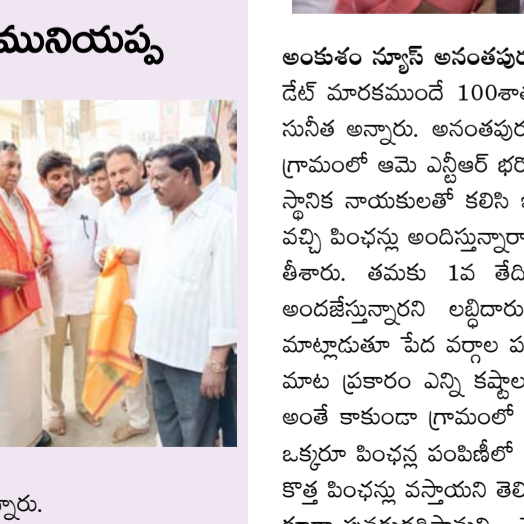 మునియప్ప
న్నారు.
అంకుశం న్యూస్ అనంతపుర
డేట్ మారకముందే 100శాత
సునీత అన్నారు. అనంతపుర
గ్రామంలో ఆమె ఎన్టీఆర్ భరో
స్థానిక నాయకులతో కలిసి
వచ్చి పింఛన్లు అందిస్తున్నారా
తీశారు. తమకు 1వ తేది
అందజేస్తున్నారని లబ్ధిదారు
మాట్లాడుతూ పేద వర్గాల
మాట ప్రకారం ఎన్ని కష్టాల
అంతే కాకుండా గ్రామంలో
ఒక్కరూ పింఛన్ల పంపిణీలో
కొత్త పింఛన్లు వస్తాయని తెలి